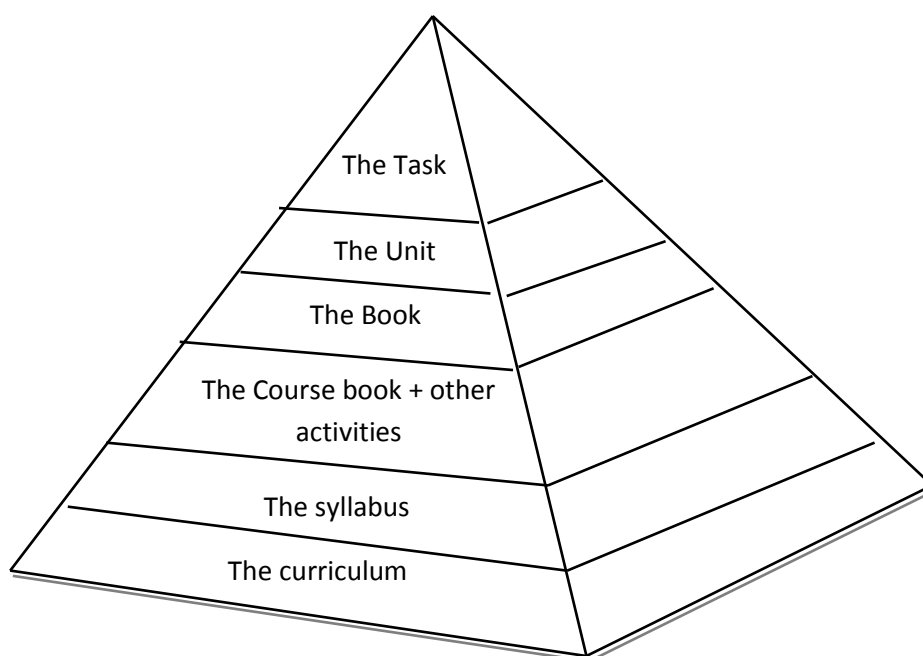 The Task
The Unit
The Book
The Course book + other
activities
The syllabus
The curriculum